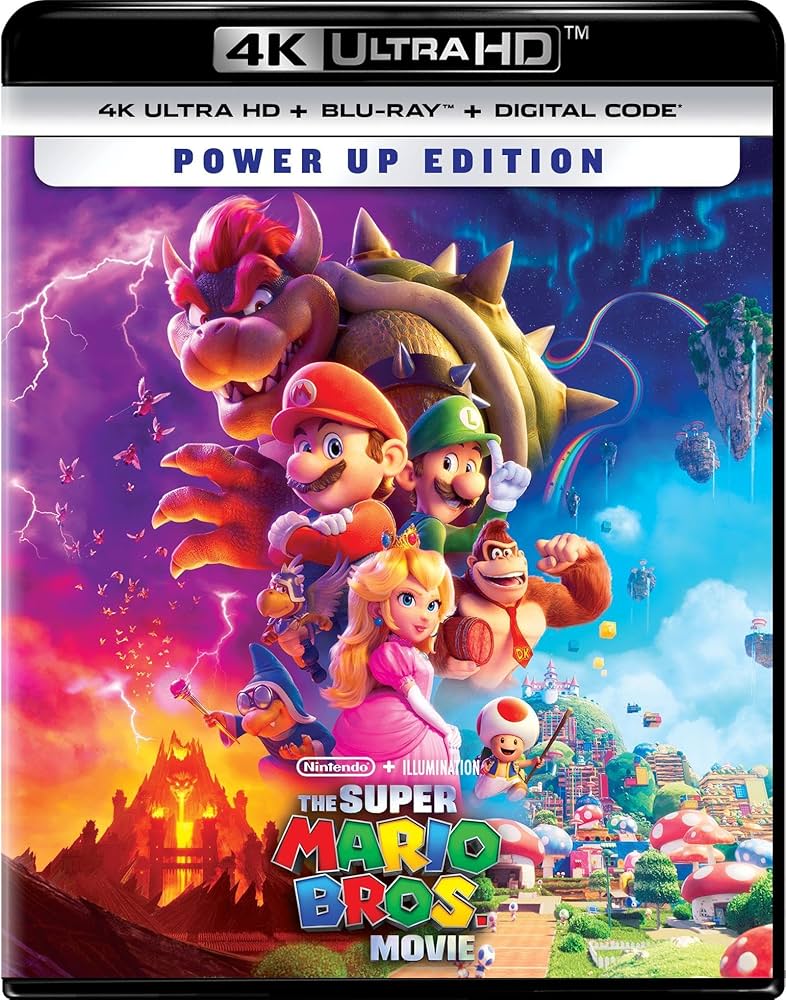 4K ULTRA HD™
4K ULTRA HD + BLU-RAY™ + DIGITAL CODE*
POWER UP EDITION
M
L
DK
Nintendo + ILLUMINATION
THE SUPER
MARIO
BROS.
MOVIE